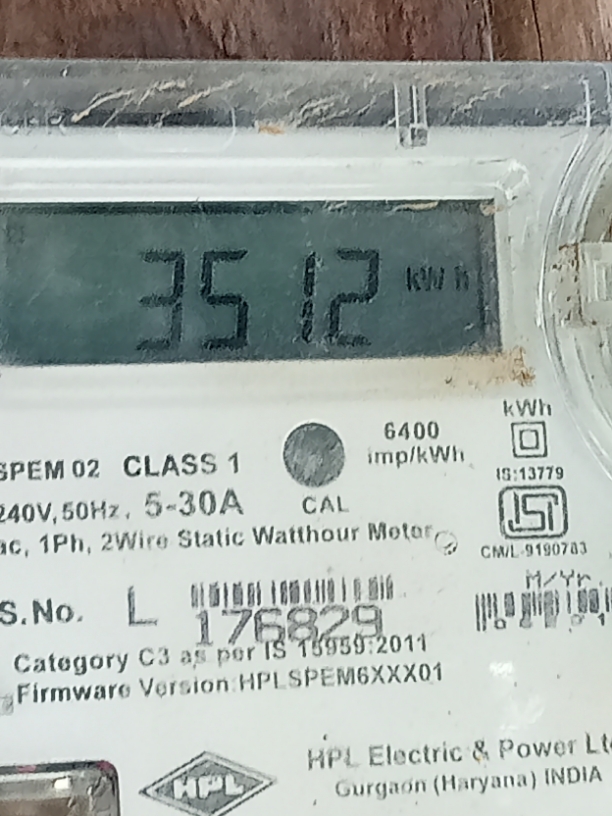 3512 kWh
kWh
6400
imp/kWh
IS:13779
SPEM 02 CLASS 1
CAL
240V, 50Hz, 5-30A
ac, 1Ph, 2Wire Static Watthour Meter
CM/L-9190783
M/Yr.
S.No. L 176829
Category C3 as per IS 15959:2011
Firmware Version:HPLSPEM6XXX01
HPL
HPL Electric & Power Lt
Gurgaon (Haryana) INDIA